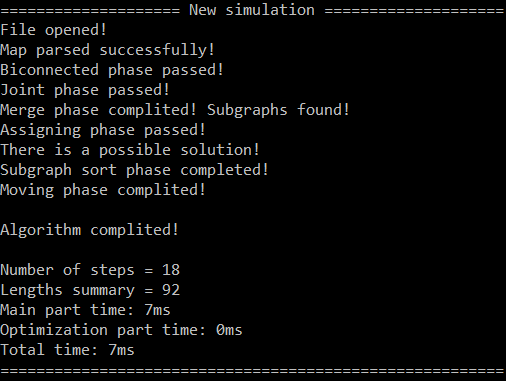 ==================== New simulation ====================
File opened!
Map parsed successfully!
Biconnected phase passed!
Joint phase passed!
Merge phase complited! Subgraphs found!
Assigning phase passed!
There is a possible solution!
Subgraph sort phase completed!
Moving phase complited!
Algorithm complited!
Number of steps = 18
Lengths summary = 92
Main part time: 7ms
Optimization part time: 0ms
Total time: 7ms
========================================================